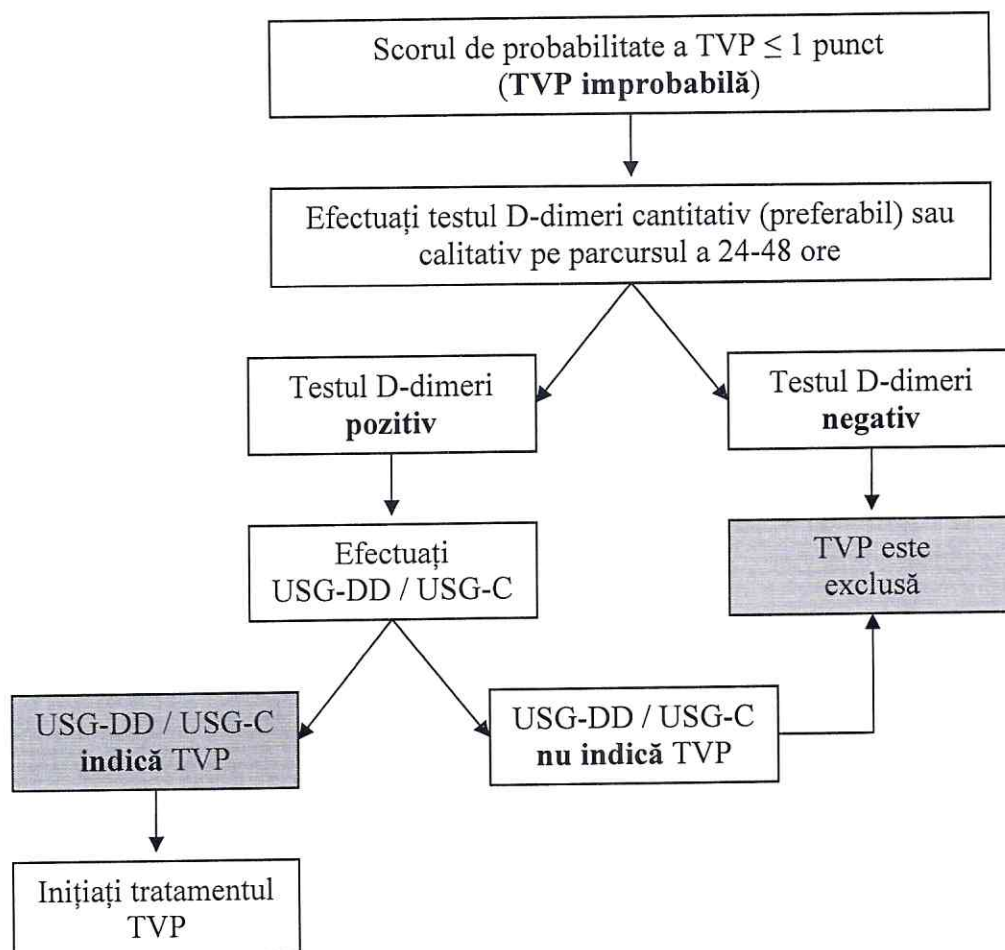 Scorul de probabilitate a TVP ≤ 1 punct
(TVP improbabilă)
Efectuați testul D-dimeri cantitativ (preferabil) sau
calitativ pe parcursul a 24-48 ore
Testul D-dimeri
pozitiv
Testul D-dimeri
negativ
Efectuați
USG-DD / USG-C
TVP este
exclusă
USG-DD / USG-C
indică TVP
USG-DD / USG-C
nu indică TVP
Inițiați tratamentul
TVP